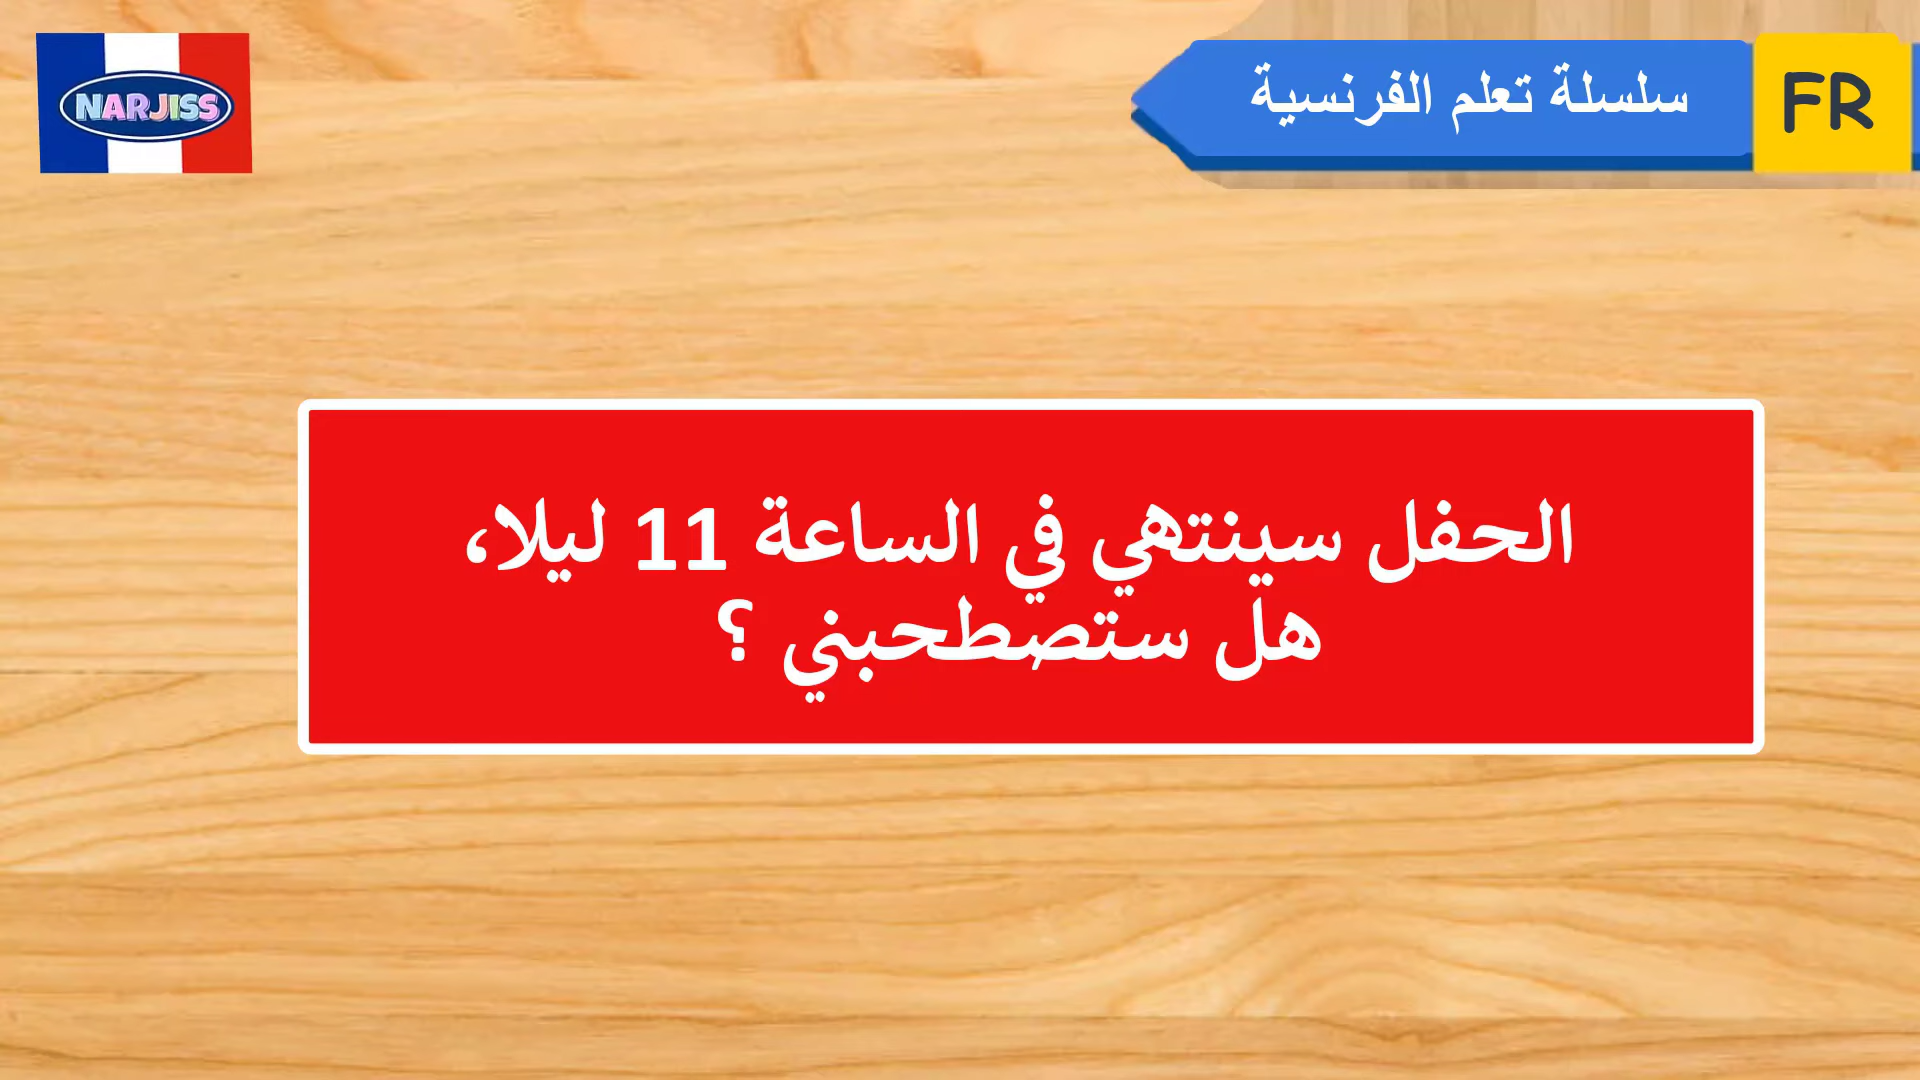 NARJISS
سلسلة تعلم الفرنسية
FR
الحفل سينتهي في الساعة 11 ليلا،
هل ستصطحبني ؟